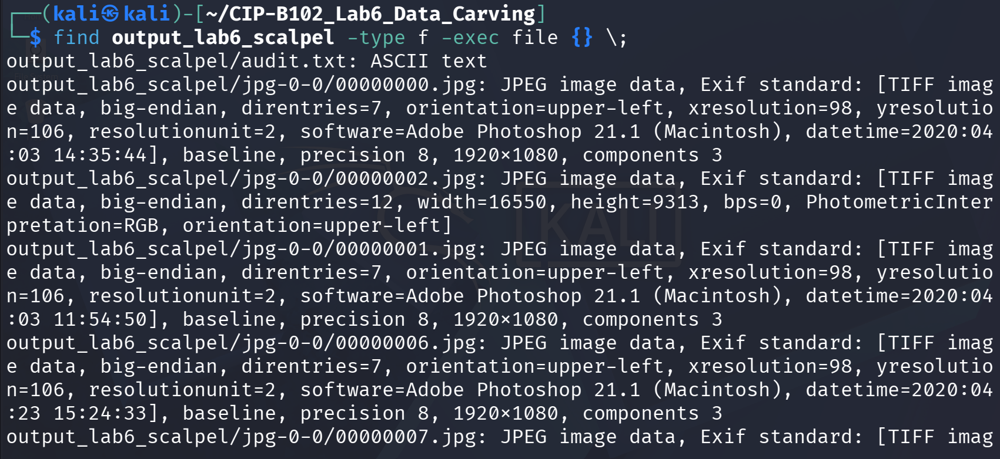 ┌──(kali㉿kali)-[~/CIP-B102_Lab6_Data_Carving]
└─$ find output_lab6_scalpel -type f -exec file {} \;
output_lab6_scalpel/audit.txt: ASCII text
output_lab6_scalpel/jpg-0-0/00000000.jpg: JPEG image data, Exif standard: [TIFF imag
e data, big-endian, direntries=7, orientation=upper-left, xresolution=98, yresolutio
n=106, resolutionunit=2, software=Adobe Photoshop 21.1 (Macintosh), datetime=2020:04
:03 14:35:44], baseline, precision 8, 1920×1080, components 3
output_lab6_scalpel/jpg-0-0/00000002.jpg: JPEG image data, Exif standard: [TIFF imag
e data, big-endian, direntries=12, width=16550, height=9313, bps=0, PhotometricInter
pretation=RGB, orientation=upper-left]
output_lab6_scalpel/jpg-0-0/00000001.jpg: JPEG image data, Exif standard: [TIFF imag
e data, big-endian, direntries=7, orientation=upper-left, xresolution=98, yresolutio
n=106, resolutionunit=2, software=Adobe Photoshop 21.1 (Macintosh), datetime=2020:04
:03 11:54:50], baseline, precision 8, 1920×1080, components 3
output_lab6_scalpel/jpg-0-0/00000006.jpg: JPEG image data, Exif standard: [TIFF imag
e data, big-endian, direntries=7, orientation=upper-left, xresolution=98, yresolutio
n=106, resolutionunit=2, software=Adobe Photoshop 21.1 (Macintosh), datetime=2020:04
:23 15:24:33], baseline, precision 8, 1920×1080, components 3
output_lab6_scalpel/jpg-0-0/00000007.jpg: JPEG image data, Exif standard: [TIFF imag
KALI